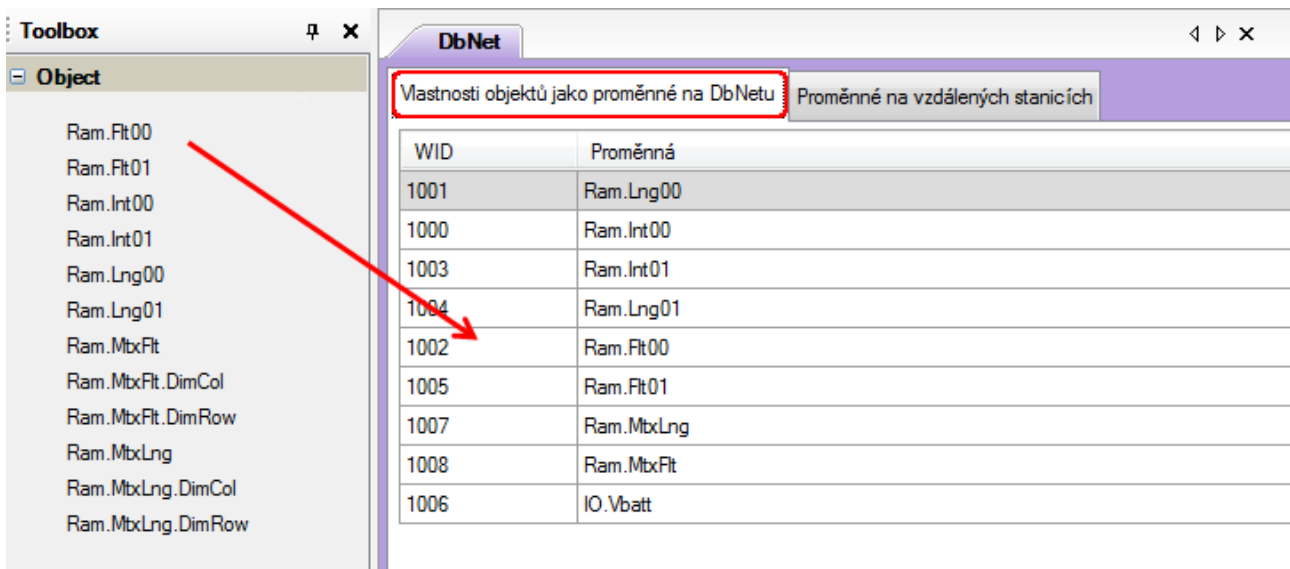 Toolbox
Object
Ram.Flt00
Ram.Flt01
Ram.Int00
Ram.Int01
Ram.Lng00
Ram.Lng01
Ram.MtxFlt
Ram.MtxFlt.DimCol
Ram.MtxFlt.DimRow
Ram.MtxLng
Ram.MtxLng.DimCol
Ram.MtxLng.DimRow
DbNet
Vlastnosti objektů jako proměnné na DbNetu Proměnné na vzdálených stanicích
WID Proměnná
1001 Ram.Lng00
1000 Ram.Int00
1003 Ram.Int01
1004 Ram.Lng01
1002 Ram.Flt00
1005 Ram.Flt01
1007 Ram.MtxLng
1008 Ram.MtxFlt
1006 IO.Vbatt